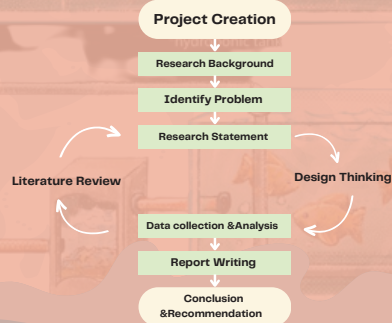 Project Creation
Research Background
Identify Problem
Research Statement
Literature Review
Design Thinking
Data collection &Analysis
Report Writing
Conclusion
&Recommendation